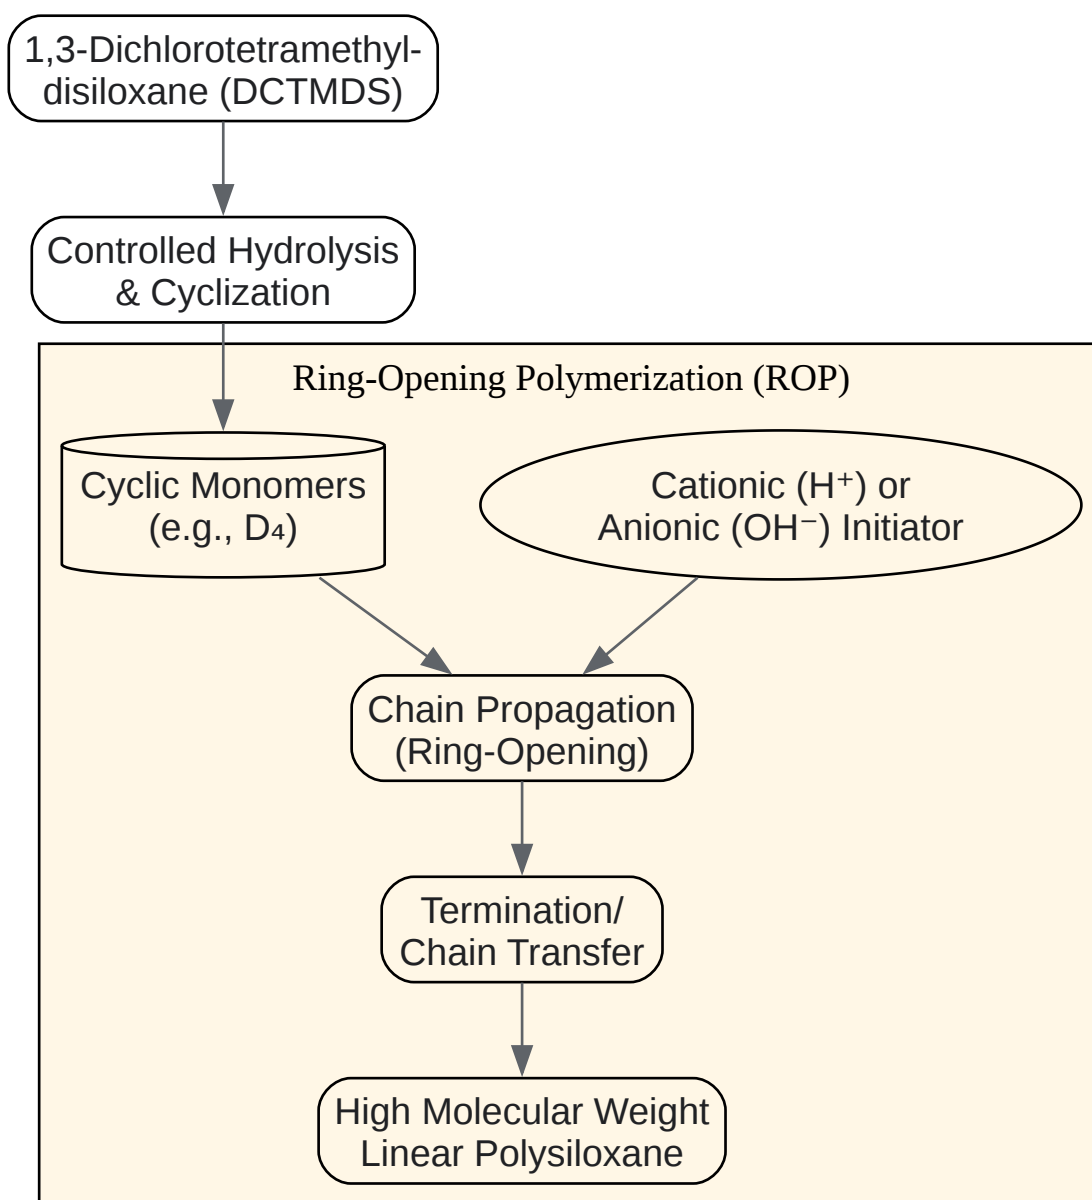 1,3-Dichlorotetramethyl-
disiloxane (DCTMDS)
Controlled Hydrolysis
& Cyclization
Ring-Opening Polymerization (ROP)
Cyclic Monomers
(e.g., D₄)
Cationic (H⁺) or
Anionic (OH⁻) Initiator
Chain Propagation
(Ring-Opening)
Termination/
Chain Transfer
High Molecular Weight
Linear Polysiloxane